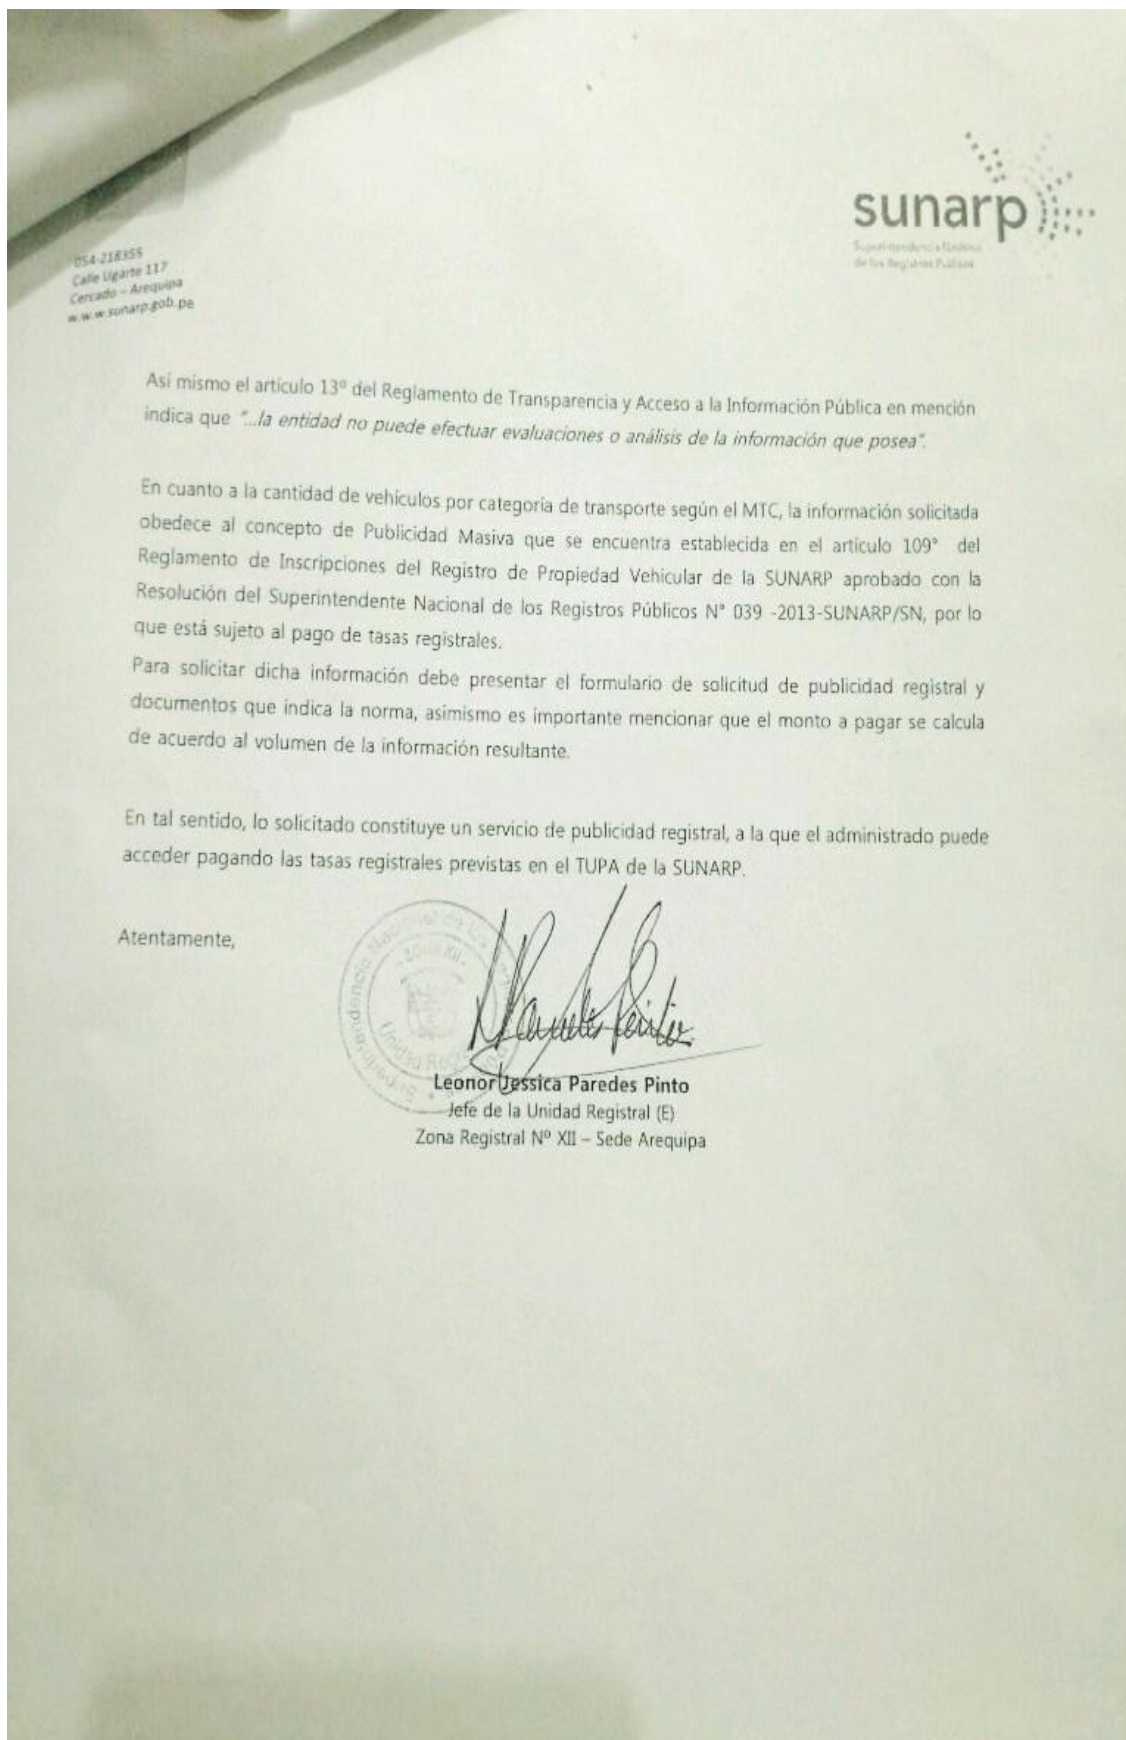 sunarp
Superintendencia Nacional
de los Registros Públicos
054-218355
Calle Ugarte 117
Cercado – Arequipa
w.w.w.sunarp.gob.pe
Así mismo el artículo 13º del Reglamento de Transparencia y Acceso a la Información Pública en mención
indica que "...la entidad no puede efectuar evaluaciones o análisis de la información que posea".
En cuanto a la cantidad de vehículos por categoría de transporte según el MTC, la información solicitada
obedece al concepto de Publicidad Masiva que se encuentra establecida en el artículo 109° del
Reglamento de Inscripciones del Registro de Propiedad Vehicular de la SUNARP aprobado con la
Resolución del Superintendente Nacional de los Registros Públicos N° 039 -2013-SUNARP/SN, por lo
que está sujeto al pago de tasas registrales.
Para solicitar dicha información debe presentar el formulario de solicitud de publicidad registral y
documentos que indica la norma, asimismo es importante mencionar que el monto a pagar se calcula
de acuerdo al volumen de la información resultante.
En tal sentido, lo solicitado constituye un servicio de publicidad registral, a la que el administrado puede
acceder pagando las tasas registrales previstas en el TUPA de la SUNARP.
Atentamente,
Leonor Jessica Paredes Pinto
Jefe de la Unidad Registral (E)
Zona Registral Nº XII – Sede Arequipa